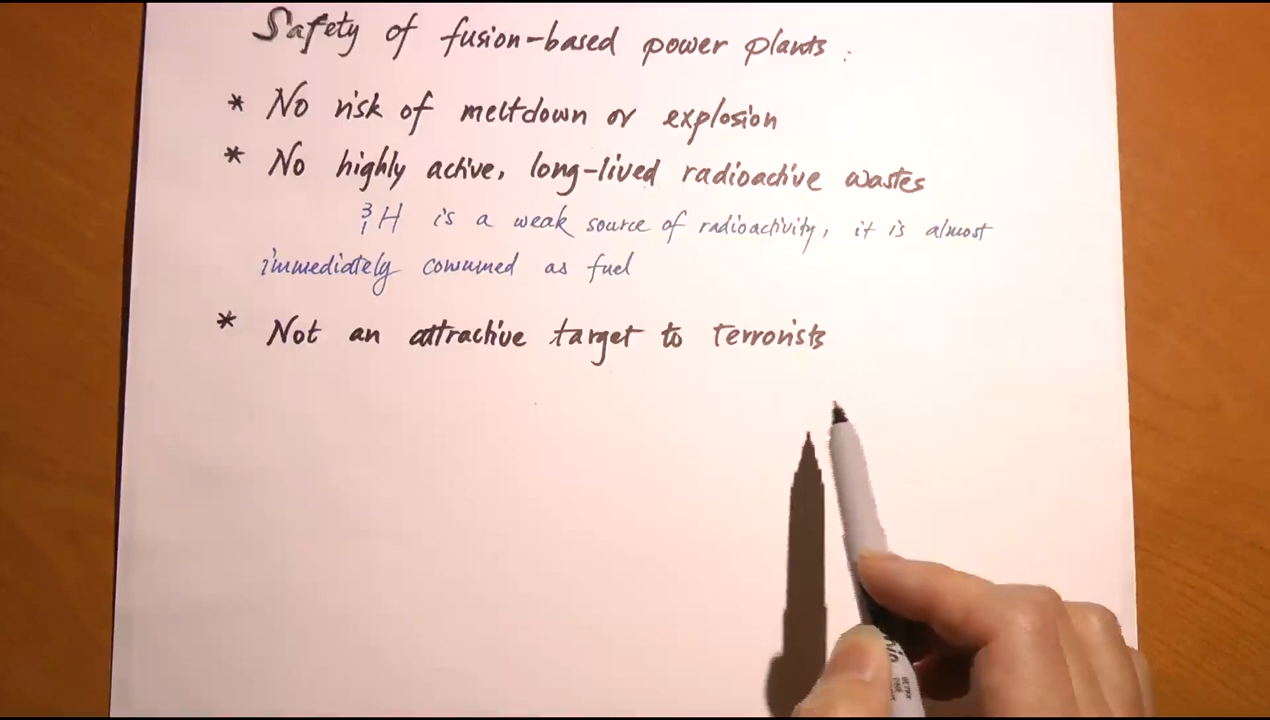 Safety of fusion-based power plants :
* No risk of meltdown or explosion
* No highly active, long-lived radioactive wastes
³₁H is a weak source of radioactivity, it is almost
immediately consumed as fuel
* Not an attractive target to terrorists